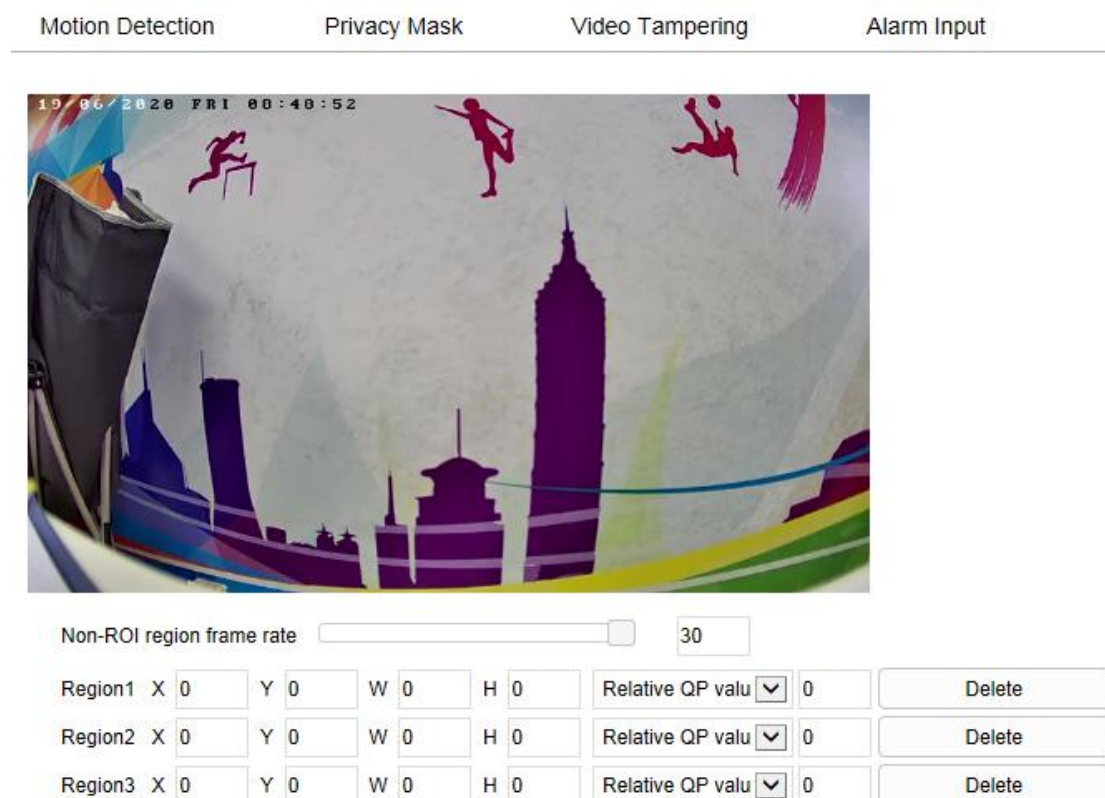 Motion Detection Privacy Mask Video Tampering Alarm Input
19/06/2020 FRI 00:40:52
Non-ROI region frame rate 30
Region1 X 0 Y 0 W 0 H 0 Relative QP valu 0 Delete
Region2 X 0 Y 0 W 0 H 0 Relative QP valu 0 Delete
Region3 X 0 Y 0 W 0 H 0 Relative QP valu 0 Delete